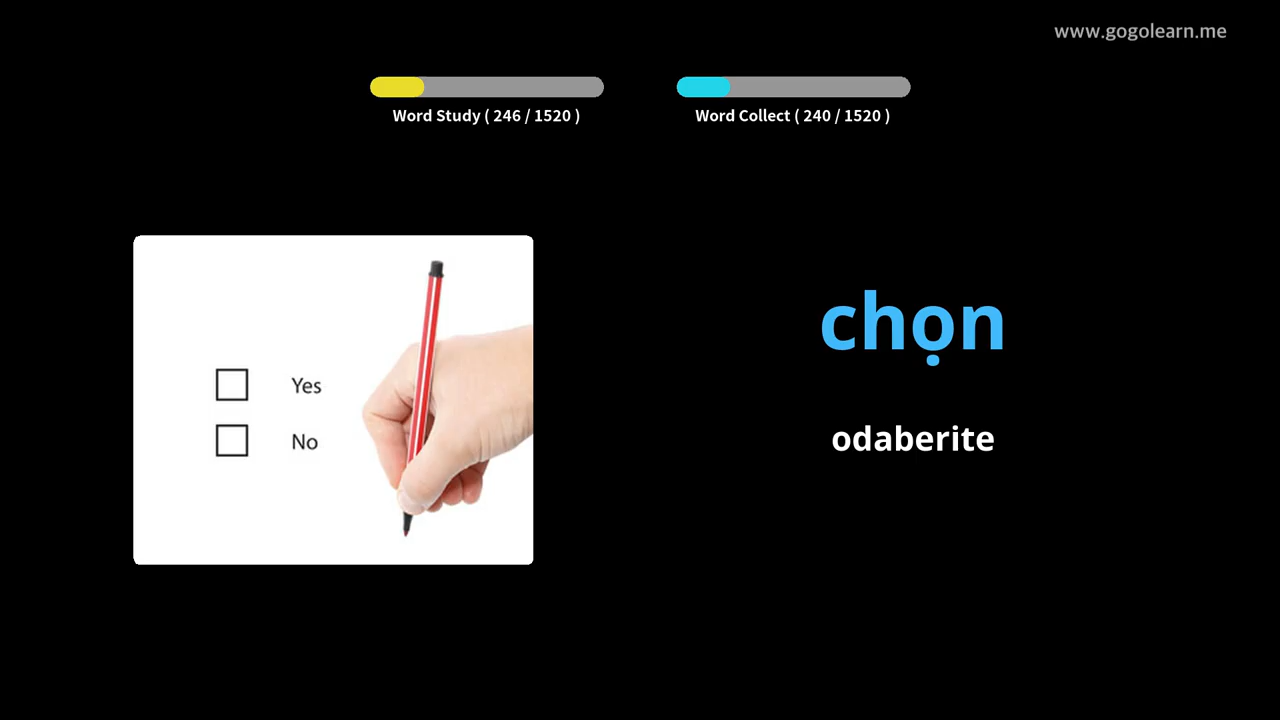 www.gogolearn.me
Word Study ( 246 / 1520 )
Word Collect ( 240 / 1520 )
Yes
No
chọn
odaberite